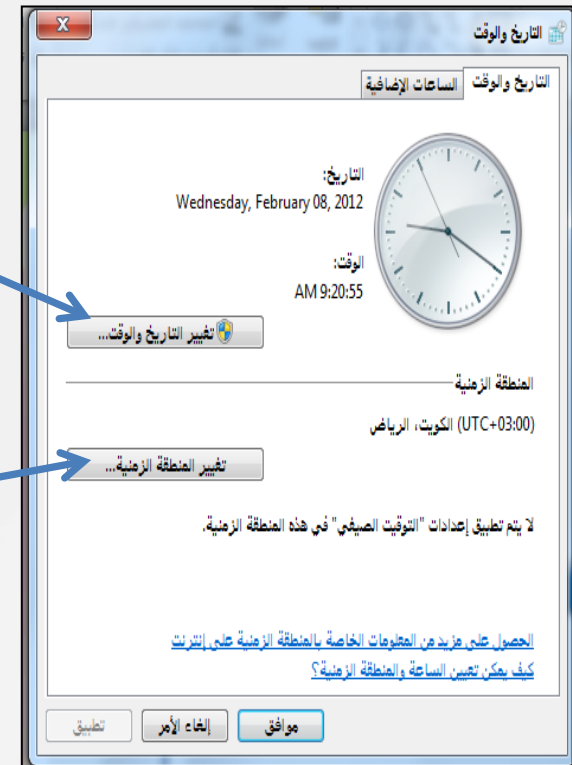 التاريخ والوقت
التاريخ والوقت الساعات الإضافية
التاريخ:
Wednesday, February 08, 2012
الوقت:
AM 9:20:55
تغيير التاريخ والوقت...
المنطقة الزمنية
(UTC+03:00) الكويت، الرياض
تغيير المنطقة الزمنية...
لا يتم تطبيق إعدادات "التوقيت الصيفي" في هذه المنطقة الزمنية.
الحصول على مزيد من المعلومات الخاصة بالمنطقة الزمنية على إنترنت
كيف يمكن تعيين الساعة والمنطقة الزمنية؟
موافق إلغاء الأمر تطبيق